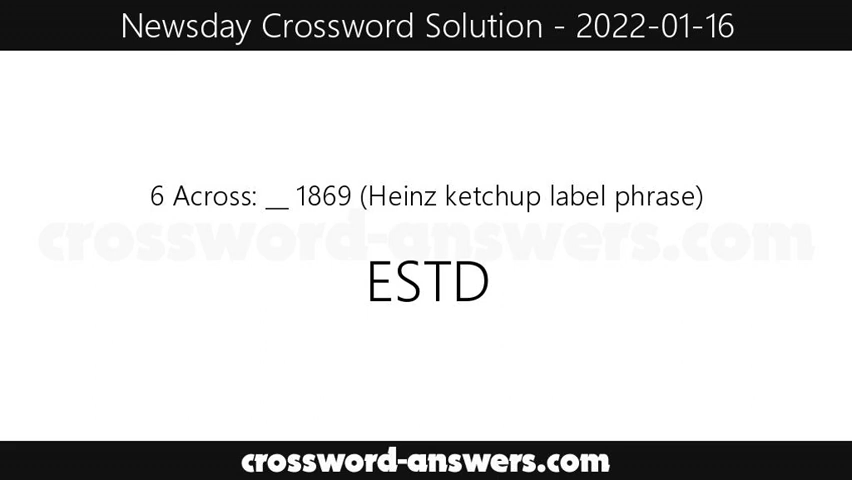 Newsday Crossword Solution - 2022-01-16
6 Across: __ 1869 (Heinz ketchup label phrase)
crossword-answers.com
ESTD
crossword-answers.com